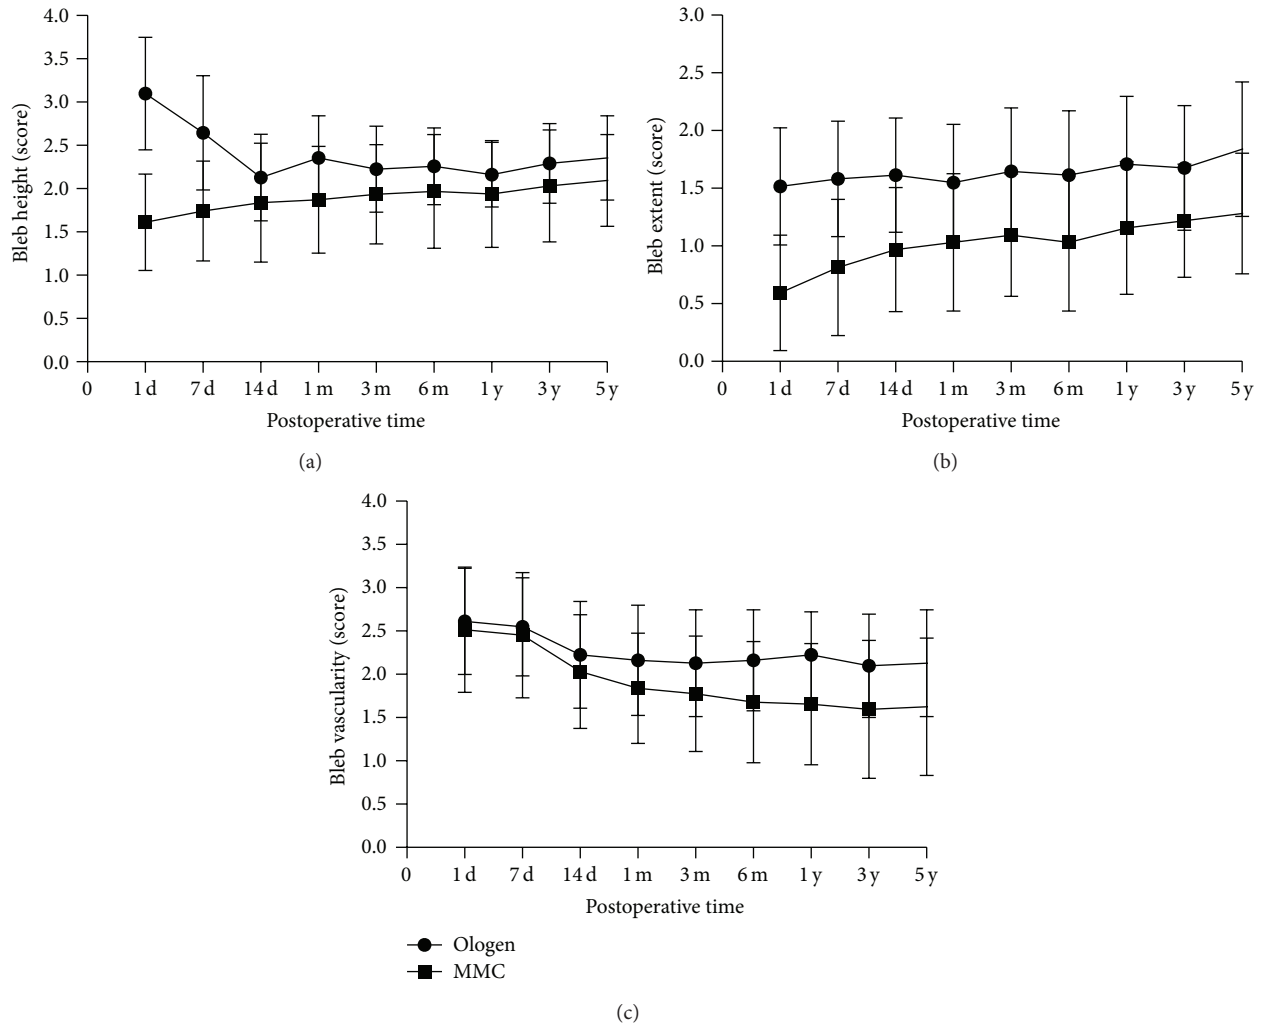 4.0
3.5
3.0
2.5
2.0
1.5
1.0
0.5
0.0
Bleb height (score)
0 1 d 7 d 14 d 1 m 3 m 6 m 1 y 3 y 5 y
Postoperative time
(a)
3.0
2.5
2.0
1.5
1.0
0.5
0.0
Bleb extent (score)
0 1 d 7 d 14 d 1 m 3 m 6 m 1 y 3 y 5 y
Postoperative time
(b)
4.0
3.5
3.0
2.5
2.0
1.5
1.0
0.5
0.0
Bleb vascularity (score)
0 1 d 7 d 14 d 1 m 3 m 6 m 1 y 3 y 5 y
Postoperative time
Ologen
MMC
(c)